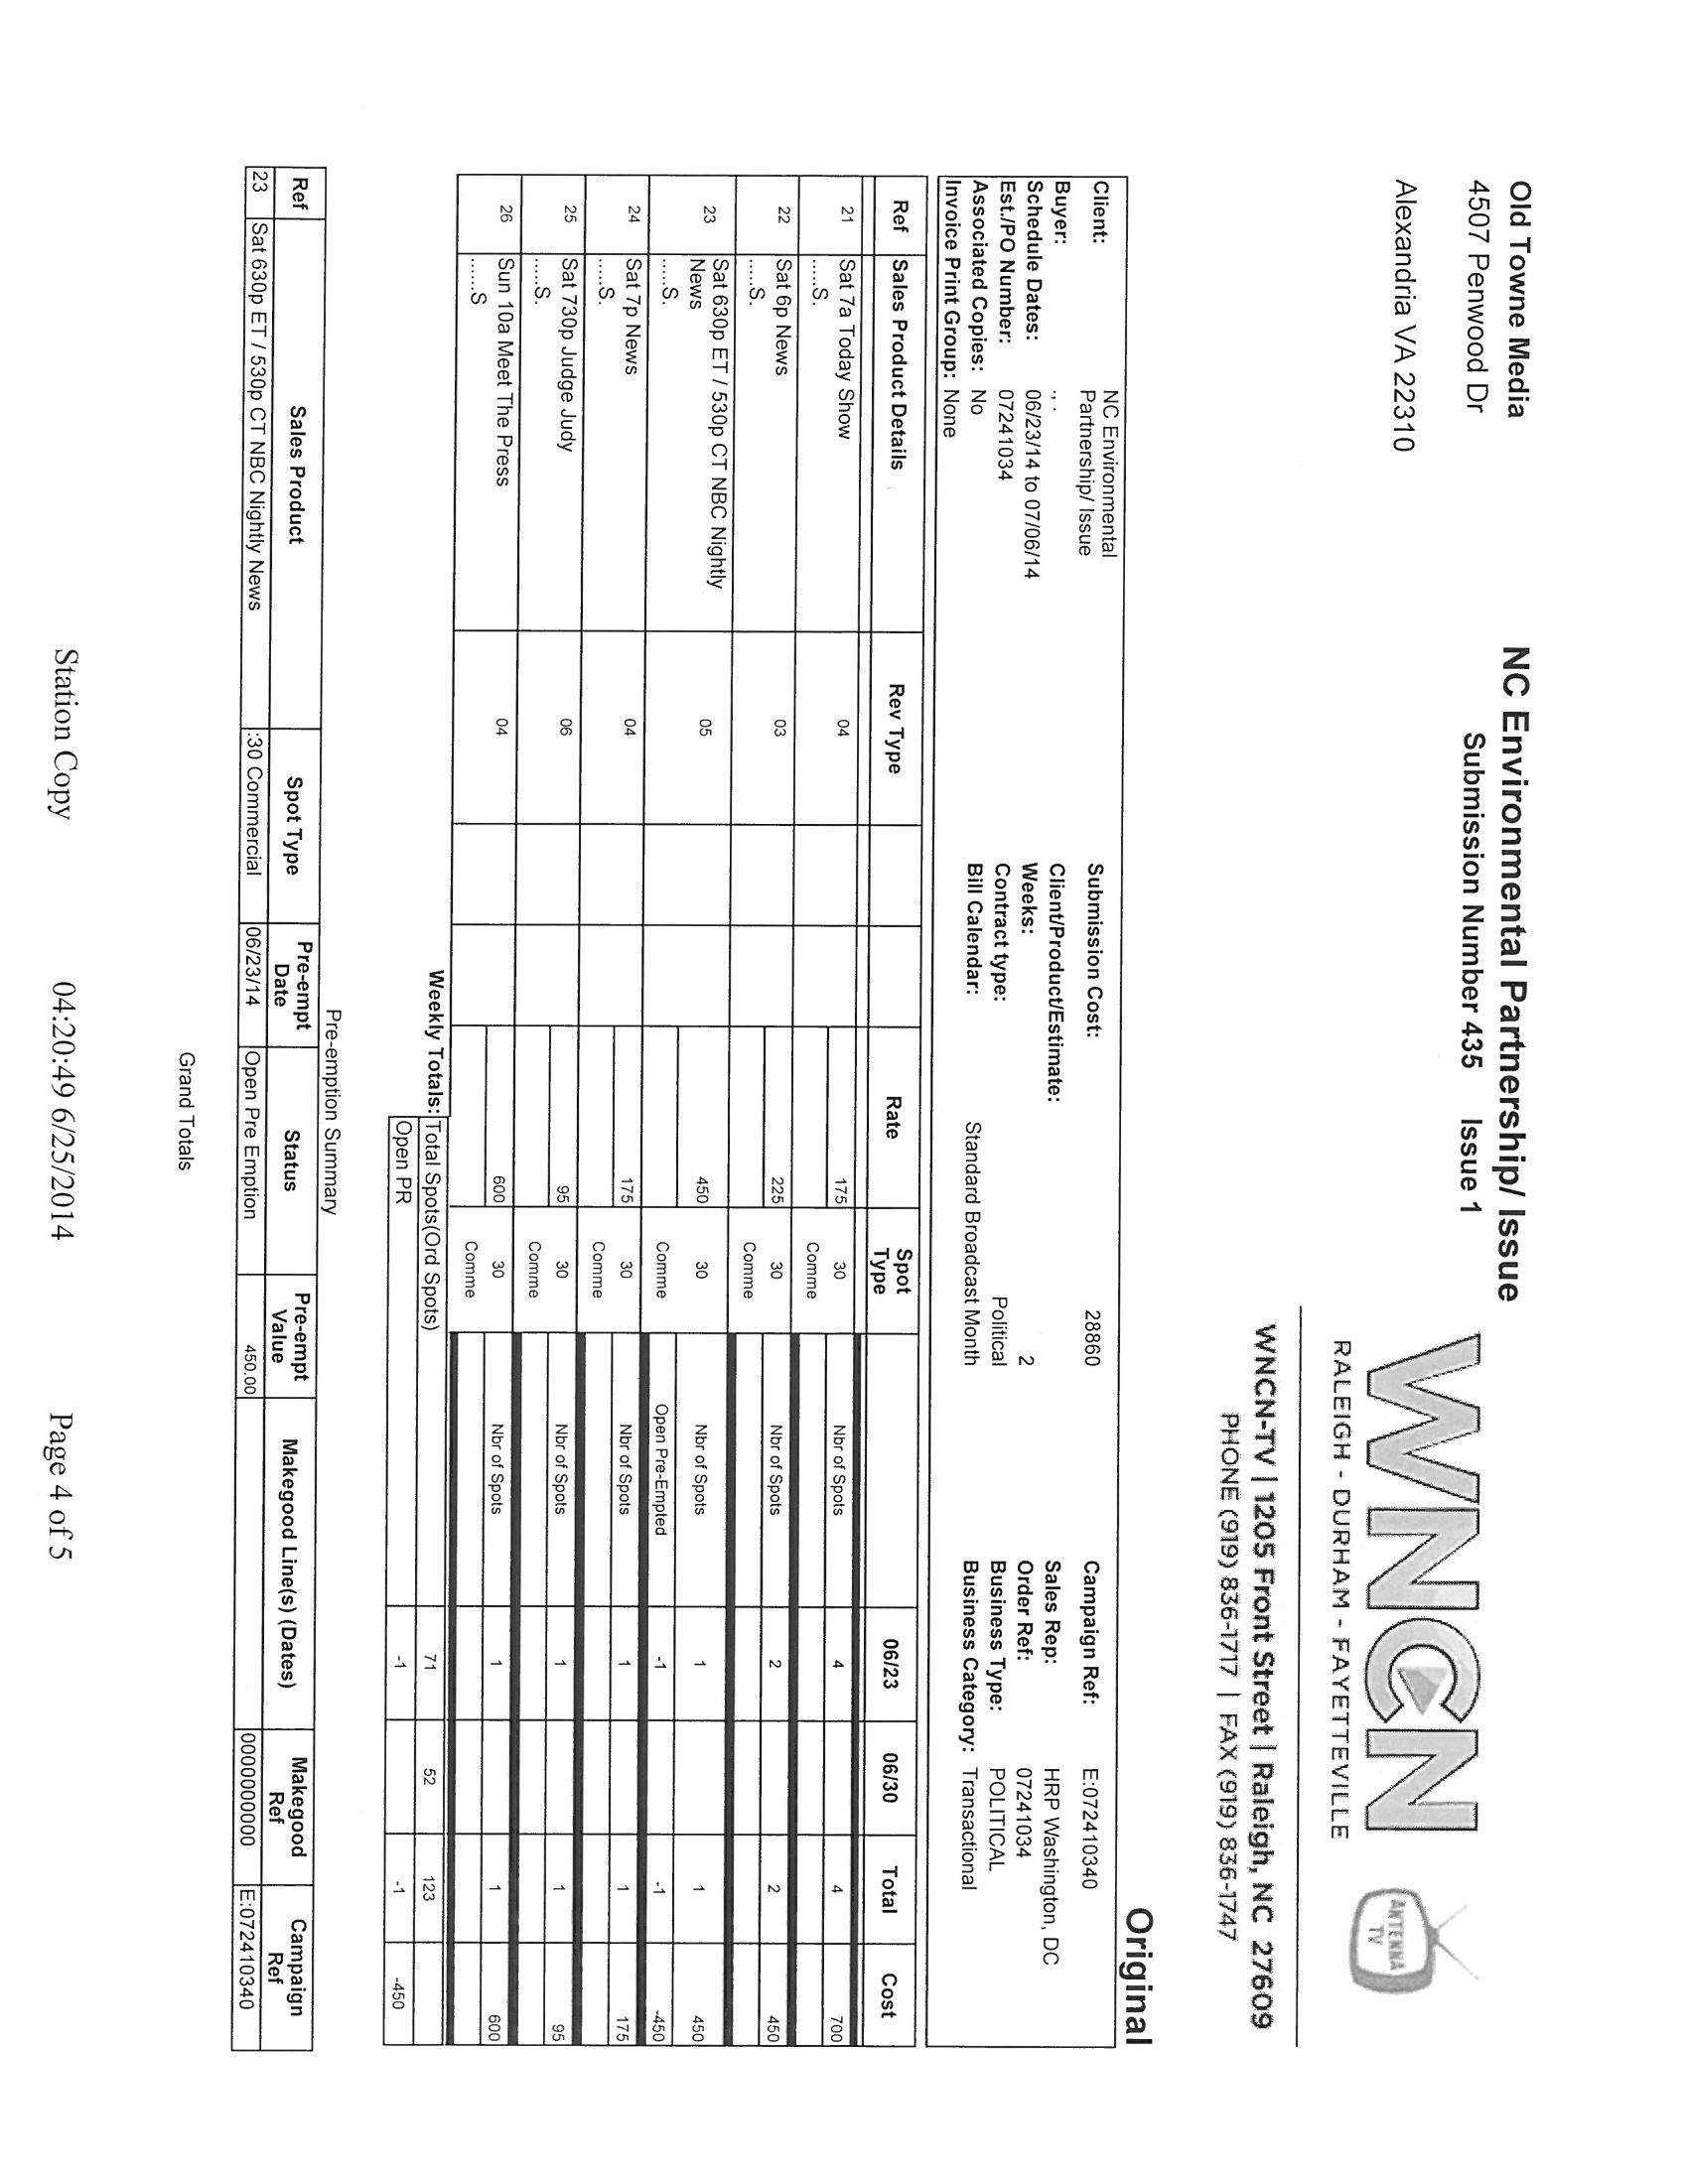 Old Towne Media
4507 Penwood Dr
Alexandria VA 22310
NC Environmental Partnership/ Issue
Submission Number 435 Issue 1
WNCN
RALEIGH - DURHAM - FAYETTEVILLE
ANTENNA TV
WNCN-TV | 1205 Front Street | Raleigh, NC 27609
PHONE (919) 836-1717 | FAX (919) 836-1747
Original
Client: NC Environmental Partnership/ Issue
Buyer: , .
Schedule Dates: 06/23/14 to 07/06/14
Est./PO Number: 07241034
Associated Copies: No
Invoice Print Group: None
Submission Cost: 28860
Client/Product/Estimate:
Weeks: 2
Contract type: Political
Bill Calendar: Standard Broadcast Month
Campaign Ref: E:072410340
Sales Rep: HRP Washington, DC
Order Ref: 07241034
Business Type: POLITICAL
Business Category: Transactional
Ref Sales Product Details Rev Type Rate Spot Type 06/23 06/30 Total Cost
21 Sat 7a Today Show 04 175 30 Nbr of Spots 4 4 700
.....S. Comme
22 Sat 6p News 03 225 30 Nbr of Spots 2 2 450
.....S. Comme
23 Sat 630p ET / 530p CT NBC Nightly News 05 450 30 Nbr of Spots 1 1 450
.....S. Comme Open Pre-Empted -1 -1 -450
24 Sat 7p News 04 175 30 Nbr of Spots 1 1 175
.....S. Comme
25 Sat 730p Judge Judy 06 95 30 Nbr of Spots 1 1 95
.....S. Comme
26 Sun 10a Meet The Press 04 600 30 Nbr of Spots 1 1 600
......S Comme
Weekly Totals: Total Spots(Ord Spots) 71 52 123
Open PR -1 -1 -450
Pre-emption Summary
Ref Sales Product Spot Type Pre-empt Date Status Pre-empt Value Makegood Line(s) (Dates) Makegood Ref Campaign Ref
23 Sat 630p ET / 530p CT NBC Nightly News :30 Commercial 06/23/14 Open Pre Emption 450.00 0000000000 E:072410340
Grand Totals
Station Copy 04:20:49 6/25/2014 Page 4 of 5